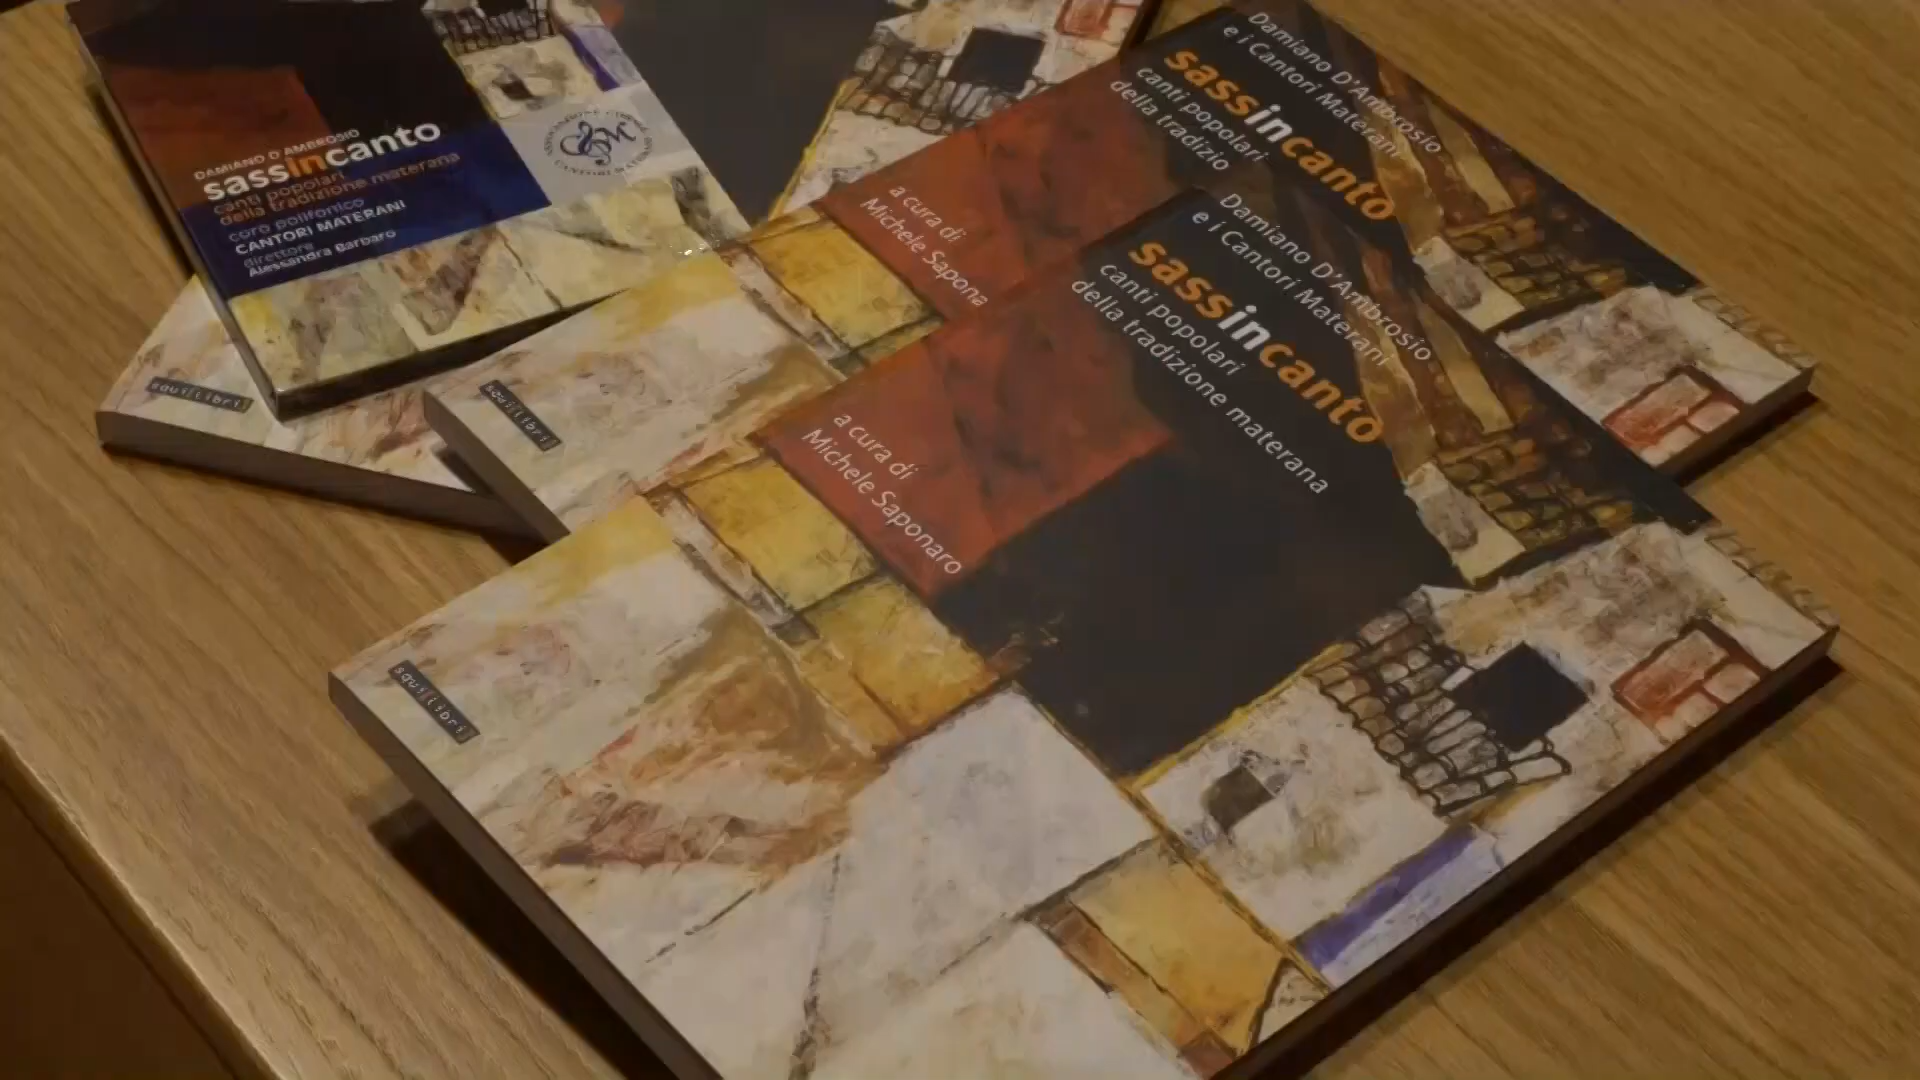 DAMIANO D'AMBROSIO
sassincanto
canti popolari
della tradizione materana
coro polifonico
CANTORI MATERANI
direttore
Alessandra Barbaro
squilibri
squilibri
Damiano D'Ambrosio
e i Cantori Materani
sassincanto
canti popolari
della tradizio
a cura di
Michele Sapona
Damiano D'Ambrosio
e i Cantori Materani
sassincanto
canti popolari
della tradizione materana
a cura di
Michele Saponaro
squilibri